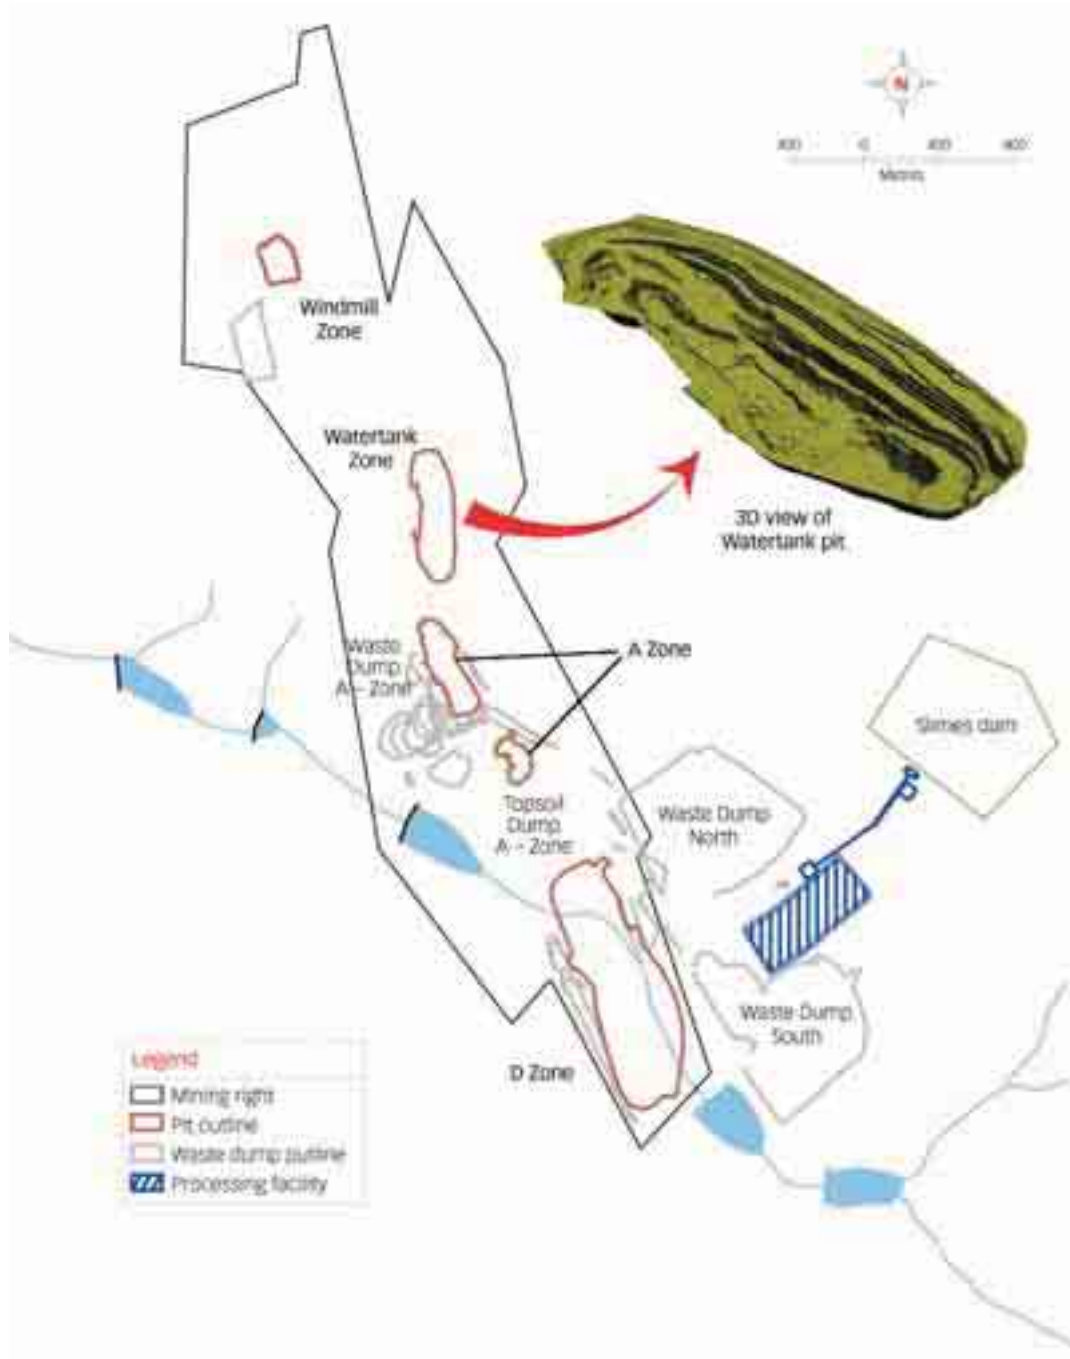 N
400 0 400 800
Metres
Windmill
Zone
Watertank
Zone
3D view of
Watertank pit
Waste
Dump
A – Zone
A Zone
Slimes dam
Topsoil
Dump
A – Zone
Waste Dump
North
Waste Dump
South
D Zone
Legend
Mining right
Pit outline
Waste dump outline
Processing facility